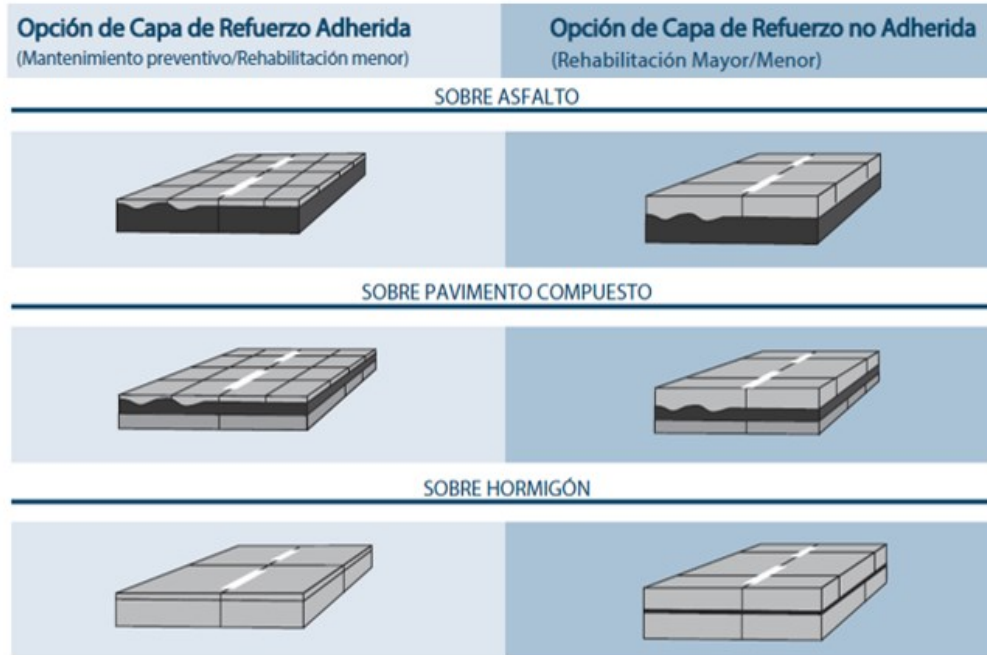 Opción de Capa de Refuerzo Adherida
(Mantenimiento preventivo/Rehabilitación menor)
Opción de Capa de Refuerzo no Adherida
(Rehabilitación Mayor/Menor)
SOBRE ASFALTO
SOBRE PAVIMENTO COMPUESTO
SOBRE HORMIGÓN